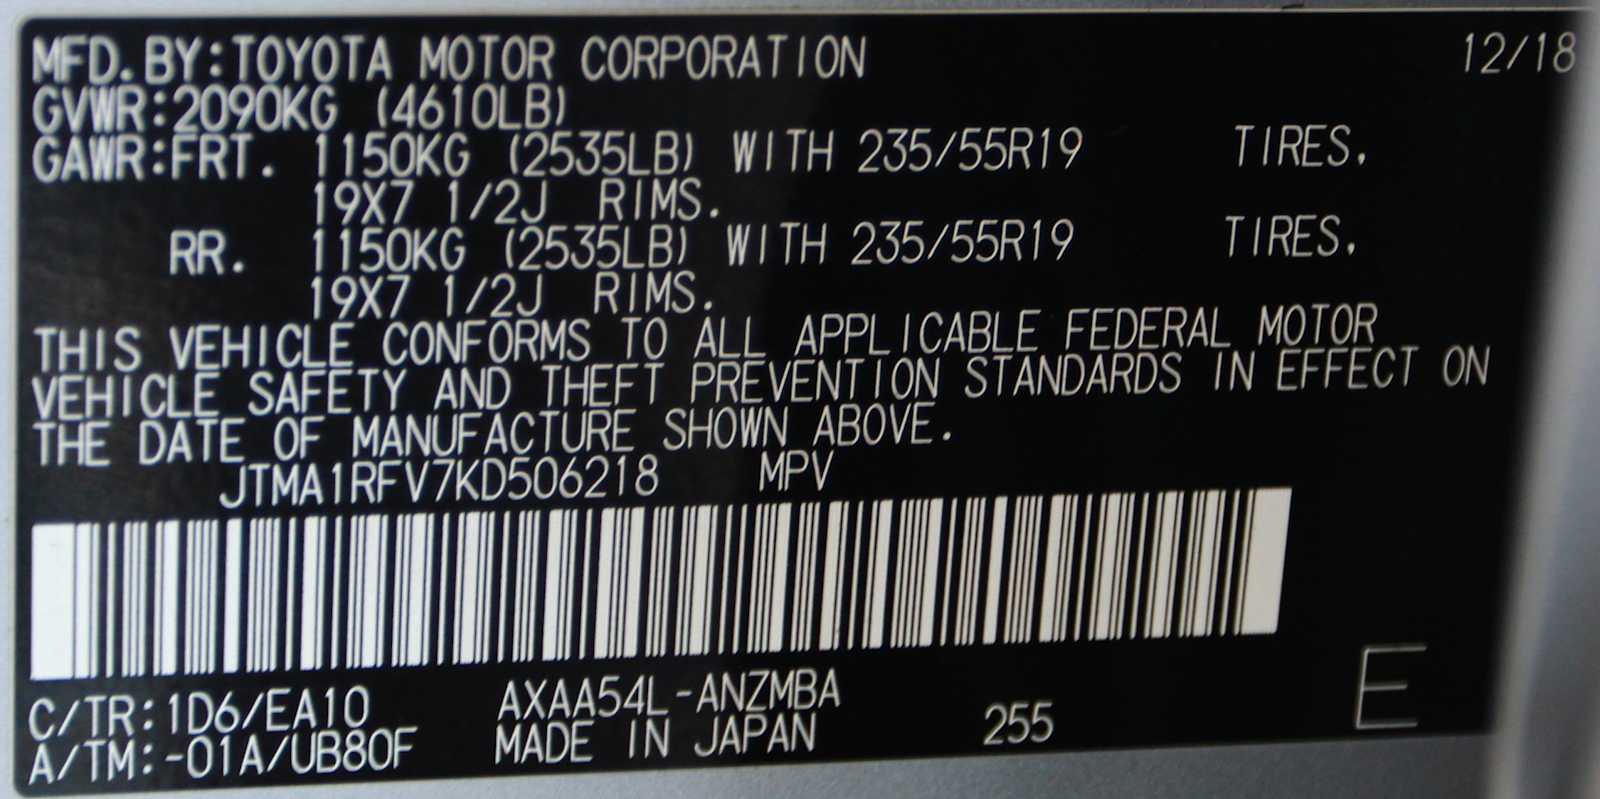 MFD. BY: TOYOTA MOTOR CORPORATION 12/18
GVWR: 2090KG (4610LB)
GAWR: FRT. 1150KG (2535LB) WITH 235/55R19 TIRES,
19X7 1/2J RIMS.
RR. 1150KG (2535LB) WITH 235/55R19 TIRES,
19X7 1/2J RIMS.
THIS VEHICLE CONFORMS TO ALL APPLICABLE FEDERAL MOTOR
VEHICLE SAFETY AND THEFT PREVENTION STANDARDS IN EFFECT ON
THE DATE OF MANUFACTURE SHOWN ABOVE.
JTMA1RFV7KD506218 MPV
C/TR: 1D6/EA10 AXAA54L-ANZMBA
A/TM: -01A/UB80F MADE IN JAPAN 255 E